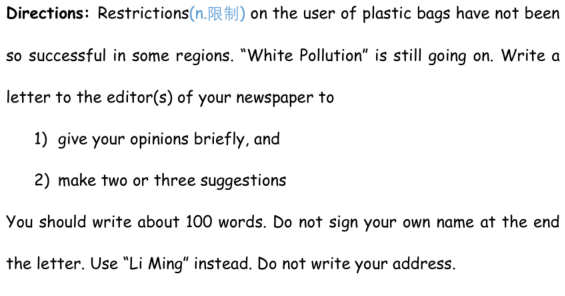 Directions: Restrictions(n.限制) on the user of plastic bags have not been
so successful in some regions. “White Pollution” is still going on. Write a
letter to the editor(s) of your newspaper to
1) give your opinions briefly, and
2) make two or three suggestions
You should write about 100 words. Do not sign your own name at the end
the letter. Use “Li Ming” instead. Do not write your address.